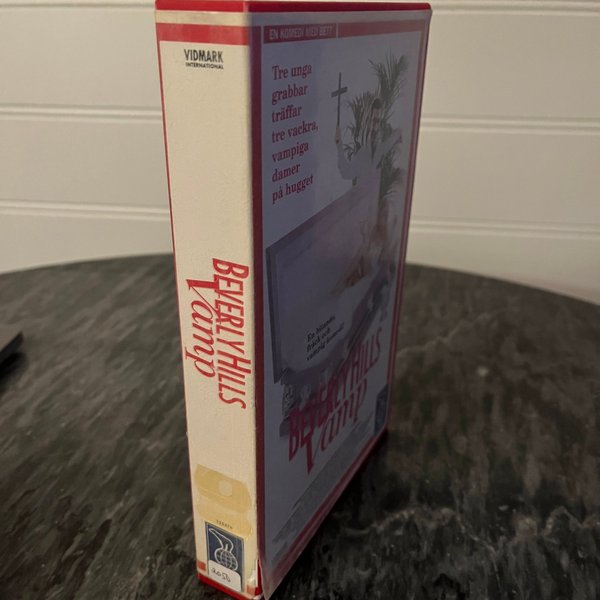 VIDMARK
INTERNATIONAL
BEVERLY HILLS
Vamp
EN KOMEDI MED BETT
Tre unga
grabbar
träffar
tre vackra,
vampiga
damer
på hugget
BEVERLY HILLS
Vamp
2056